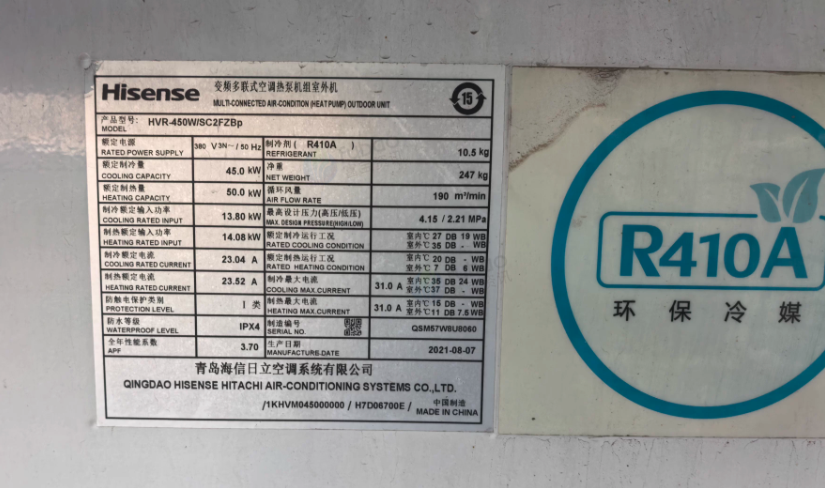 Hisense 变频多联式空调热泵机组室外机
MULTI-CONNECTED AIR-CONDITION (HEAT PUMP) OUTDOOR UNIT
15
产品型号: HVR-450W/SC2FZBp
MODEL
额定电源 380 V 3N～/ 50 Hz 制冷剂 ( R410A ) 10.5 kg
RATED POWER SUPPLY REFRIGERANT
额定制冷量 45.0 kW 净重 247 kg
COOLING CAPACITY NET WEIGHT
额定制热量 50.0 kW 循环风量 190 m³/min
HEATING CAPACITY AIR FLOW RATE
制冷额定输入功率 13.80 kW 最高设计压力(高压/低压) 4.15 / 2.21 MPa
COOLING RATED INPUT MAX. DESIGN PRESSURE(HIGH/LOW)
制热额定输入功率 14.08 kW 额定制冷运行工况 室内℃ 27 DB 19 WB
HEATING RATED INPUT RATED COOLING CONDITION 室外℃ 35 DB - WB
制冷额定电流 23.04 A 额定制热运行工况 室内℃ 20 DB - WB
COOLING RATED CURRENT RATED HEATING CONDITION 室外℃ 7 DB 6 WB
制热额定电流 23.52 A 制冷最大电流 31.0 A 室内℃ 35 DB 24 WB
HEATING RATED CURRENT COOLING MAX.CURRENT 室外℃ 37 DB - WB
防触电保护类别 I 类 制热最大电流 31.0 A 室内℃ 15 DB - WB
PROTECTION LEVEL HEATING MAX.CURRENT 室外℃ 11 DB 7.5 WB
防水等级 IPX4 制造编号 QSM57W8U8060
WATERPROOF LEVEL SERIAL NO.
全年性能系数 3.70 生产日期 2021-08-07
APF MANUFACTURE-DATE
青岛海信日立空调系统有限公司
QINGDAO HISENSE HITACHI AIR-CONDITIONING SYSTEMS CO.,LTD.
/1KHVM045000000 / H7D06700E / 中国制造
MADE IN CHINA
R410A
环保冷媒